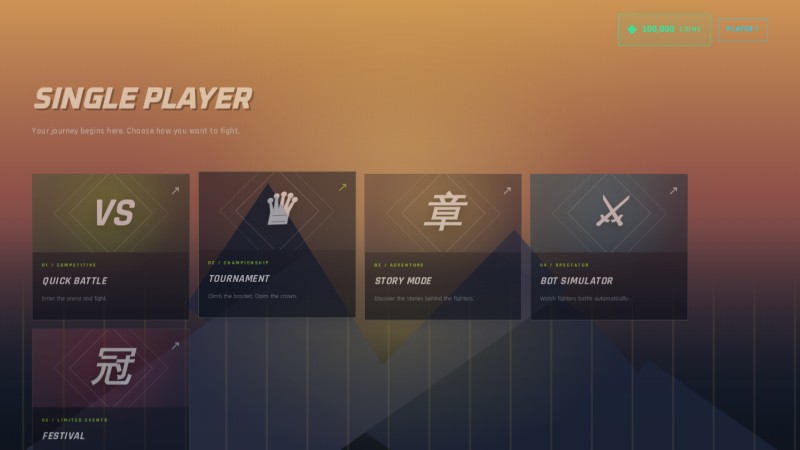 100,000 COINS
PLAYER 1
SINGLE PLAYER
Your journey begins here. Choose how you want to fight.
VS
01 / COMPETITIVE
QUICK BATTLE
Enter the arena and fight.
02 / CHAMPIONSHIP
TOURNAMENT
Climb the bracket. Claim the crown.
章
03 / ADVENTURE
STORY MODE
Discover the stories behind the fighters.
04 / SPECTATOR
BOT SIMULATOR
Watch fighters battle automatically.
冠
05 / LIMITED EVENTS
FESTIVAL